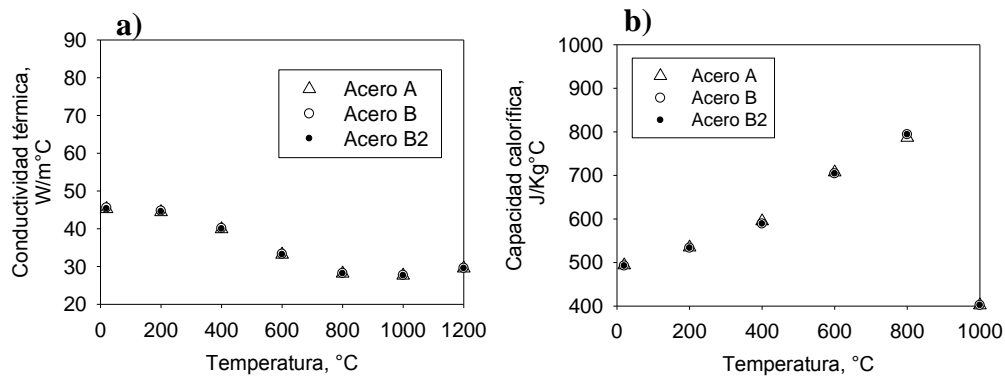 a)
90
80
70
60
50
40
30
20
Conductividad térmica,
W/m°C
Acero A
Acero B
Acero B2
0 200 400 600 800 1000 1200
Temperatura, °C
b)
1000
900
800
700
600
500
400
Capacidad calorífica,
J/Kg°C
Acero A
Acero B
Acero B2
0 200 400 600 800 1000
Temperatura, °C